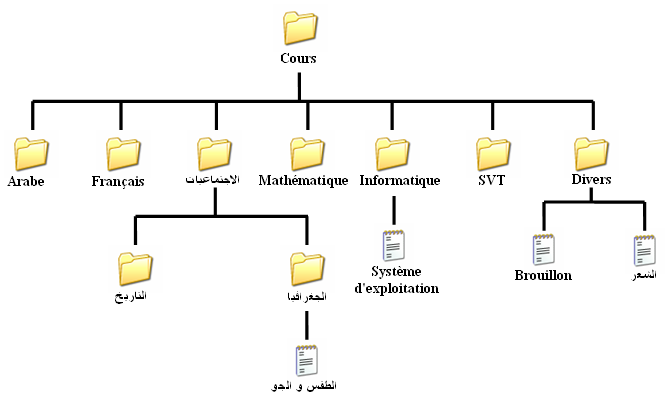 Cours
Arabe
Français
الاجتماعيات
Mathématique
Informatique
SVT
Divers
التاريخ
الجغرافيا
Système
d'exploitation
Brouillon
الشعر
الطقس و الجو